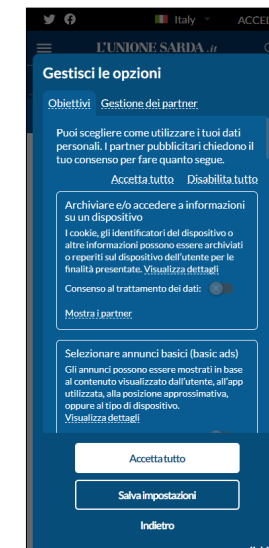 Italy
L'UNIONE SARDA .it
Gestisci le opzioni
Obiettivi Gestione dei partner
Puoi scegliere come utilizzare i tuoi dati
personali. I partner pubblicitari chiedono il
tuo consenso per fare quanto segue.
Accetta tutto Disabilita tutto
Archiviare e/o accedere a informazioni
su un dispositivo
I cookie, gli identificatori del dispositivo o
altre informazioni possono essere archiviati
o reperiti sul dispositivo dell'utente per le
finalità presentate. Visualizza dettagli
Consenso al trattamento dei dati:
Mostra i partner
Selezionare annunci basici (basic ads)
Gli annunci possono essere mostrati in base
al contenuto visualizzato dall'utente, all'app
utilizzata, alla posizione approssimativa,
oppure al tipo di dispositivo.
Visualizza dettagli
Accetta tutto
Salva impostazioni
Indietro